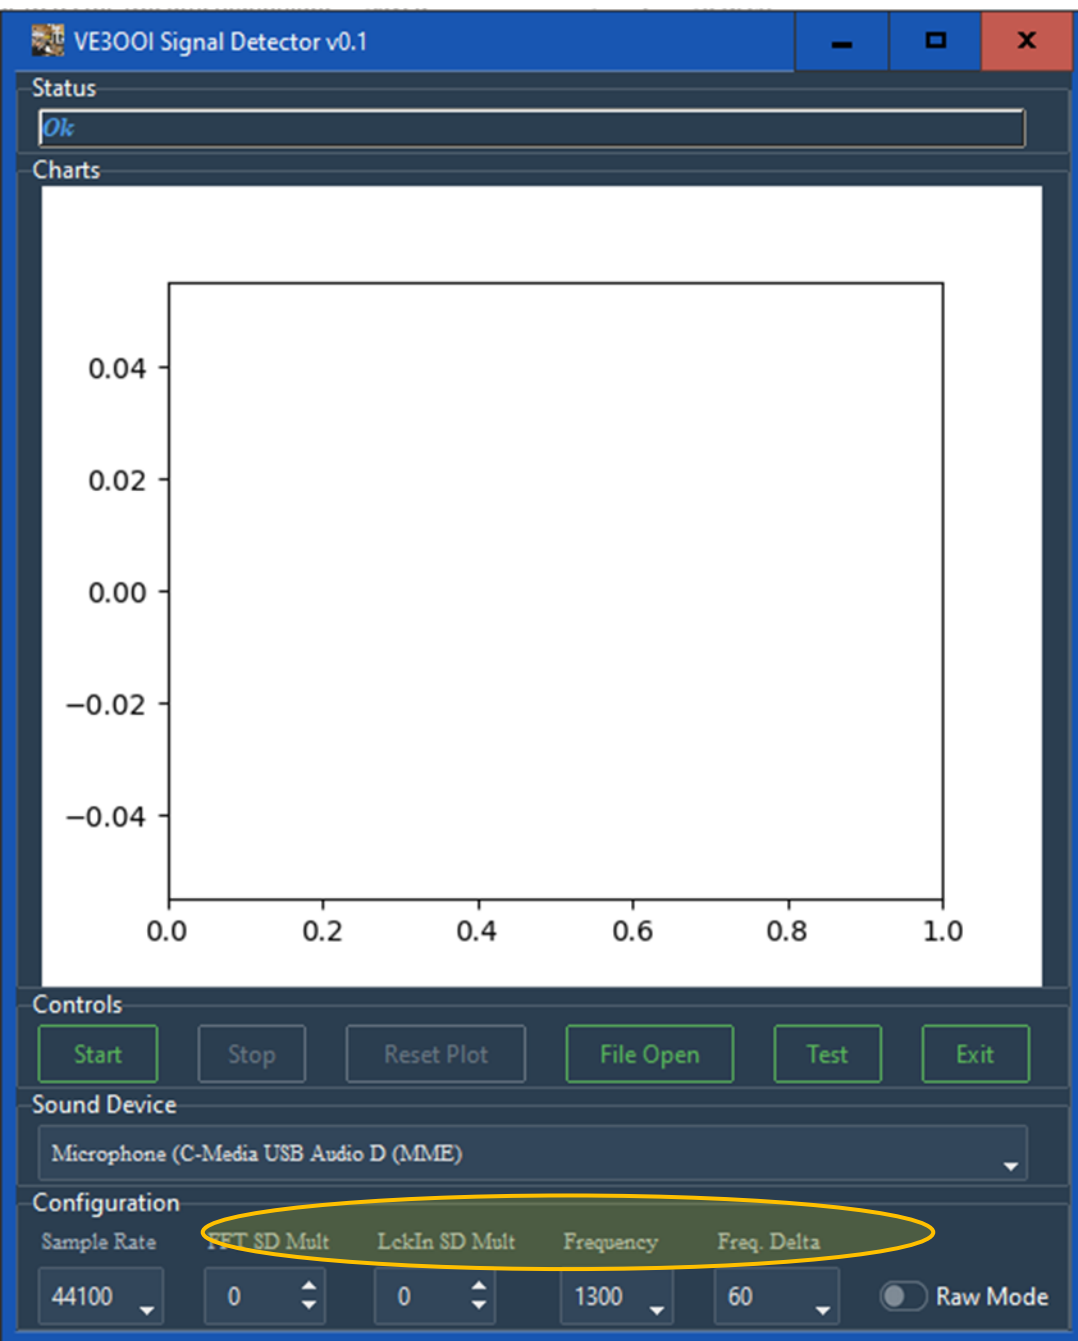 VE3OOI Signal Detector v0.1
Status
Ok
Charts
0.04
0.02
0.00
−0.02
−0.04
0.0 0.2 0.4 0.6 0.8 1.0
Controls
Start Stop Reset Plot File Open Test Exit
Sound Device
Microphone (C-Media USB Audio D (MME)
Configuration
Sample Rate FFT SD Mult LckIn SD Mult Frequency Freq. Delta
44100 0 0 1300 60 Raw Mode